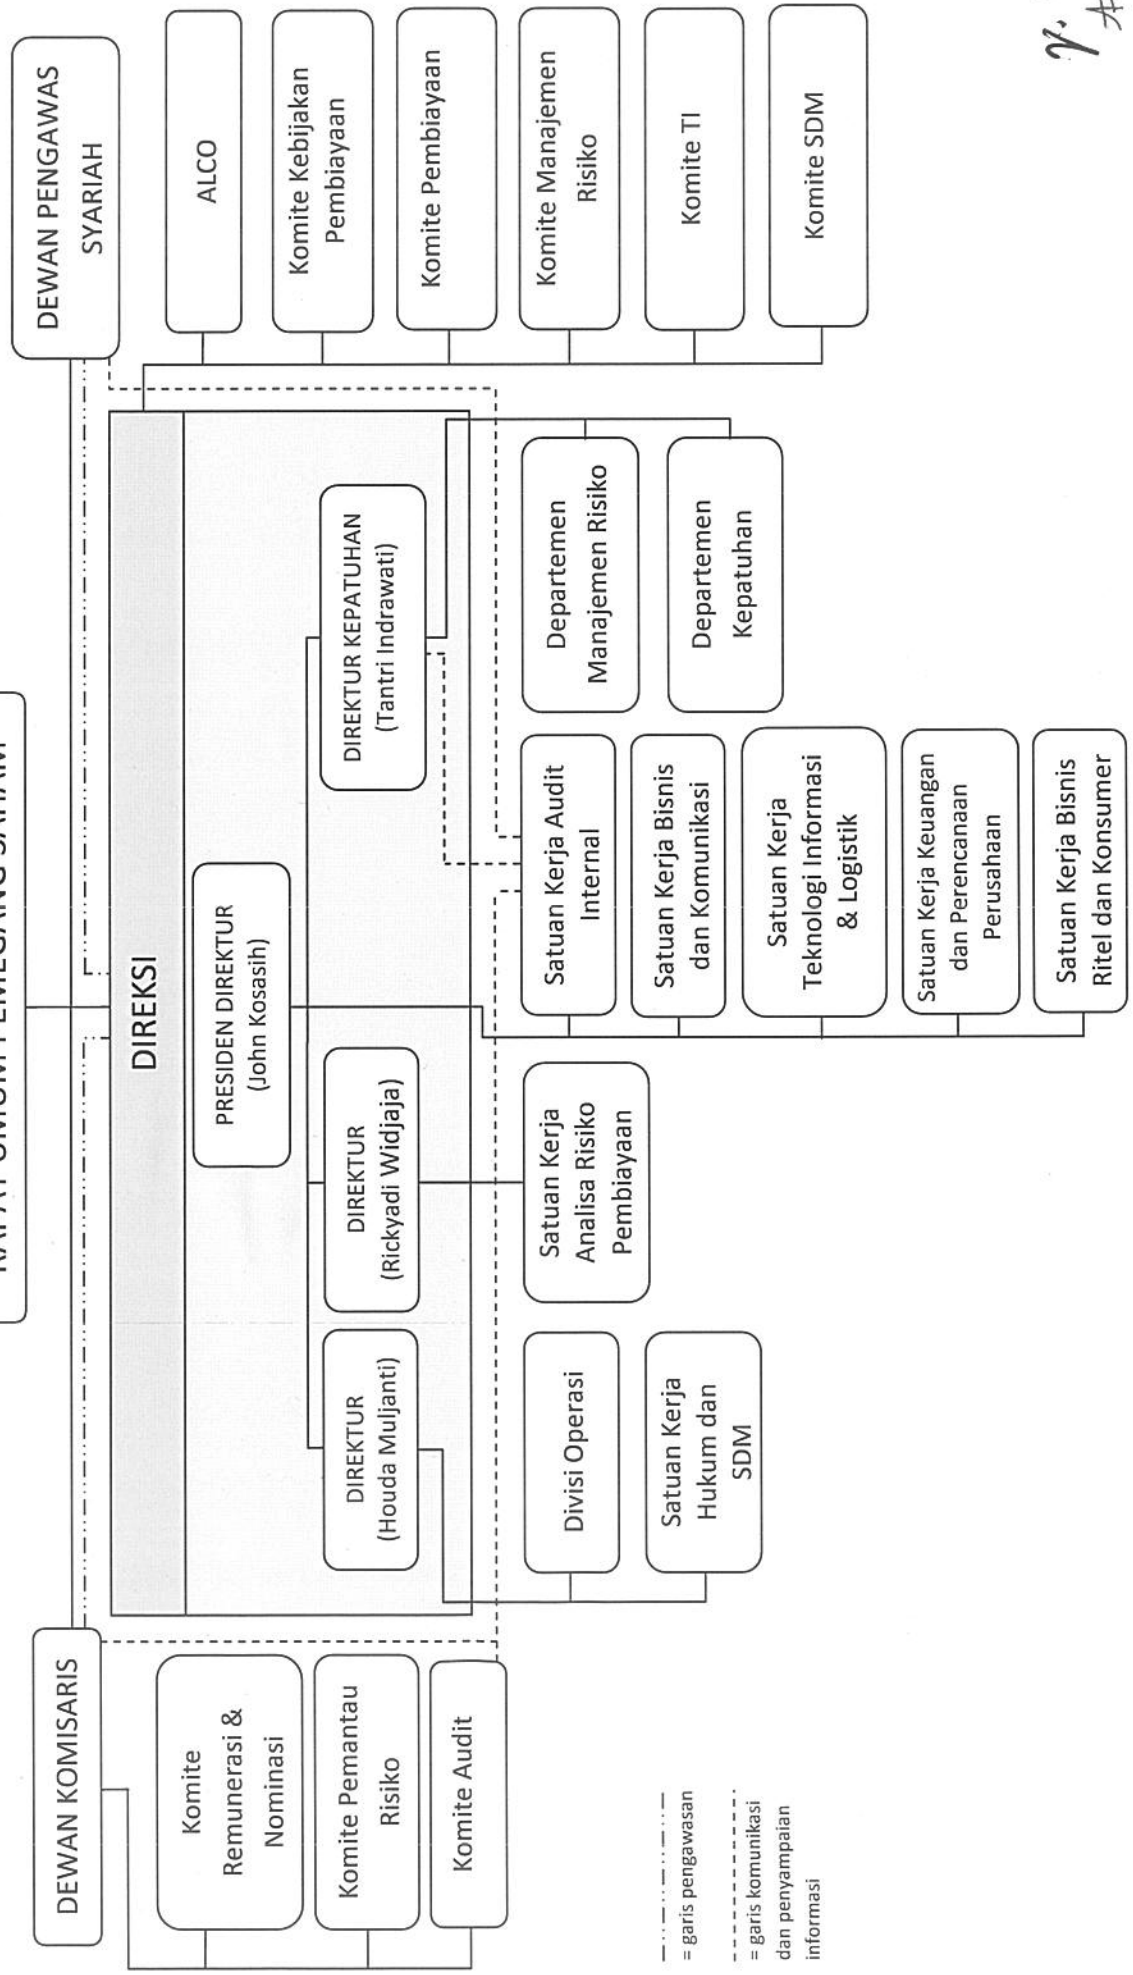 RAPAT UMUM PEMEGANG SAHAM
DEWAN KOMISARIS
DEWAN PENGAWAS
SYARIAH
DIREKSI
PRESIDEN DIREKTUR
(John Kosasih)
DIREKTUR
(Houda Muljanti)
DIREKTUR
(Rickyadi Widjaja)
DIREKTUR KEPATUHAN
(Tantri Indrawati)
Komite
Remunerasi &
Nominasi
Komite Pemantau
Risiko
Komite Audit
Divisi Operasi
Satuan Kerja
Hukum dan
SDM
Satuan Kerja
Analisa Risiko
Pembiayaan
Satuan Kerja Audit
Internal
Satuan Kerja Bisnis
dan Komunikasi
Satuan Kerja
Teknologi Informasi
& Logistik
Satuan Kerja Keuangan
dan Perencanaan
Perusahaan
Satuan Kerja Bisnis
Ritel dan Konsumer
Departemen
Manajemen Risiko
Departemen
Kepatuhan
ALCO
Komite Kebijakan
Pembiayaan
Komite Pembiayaan
Komite Manajemen
Risiko
Komite TI
Komite SDM
= garis pengawasan
= garis komunikasi
dan penyampaian
informasi